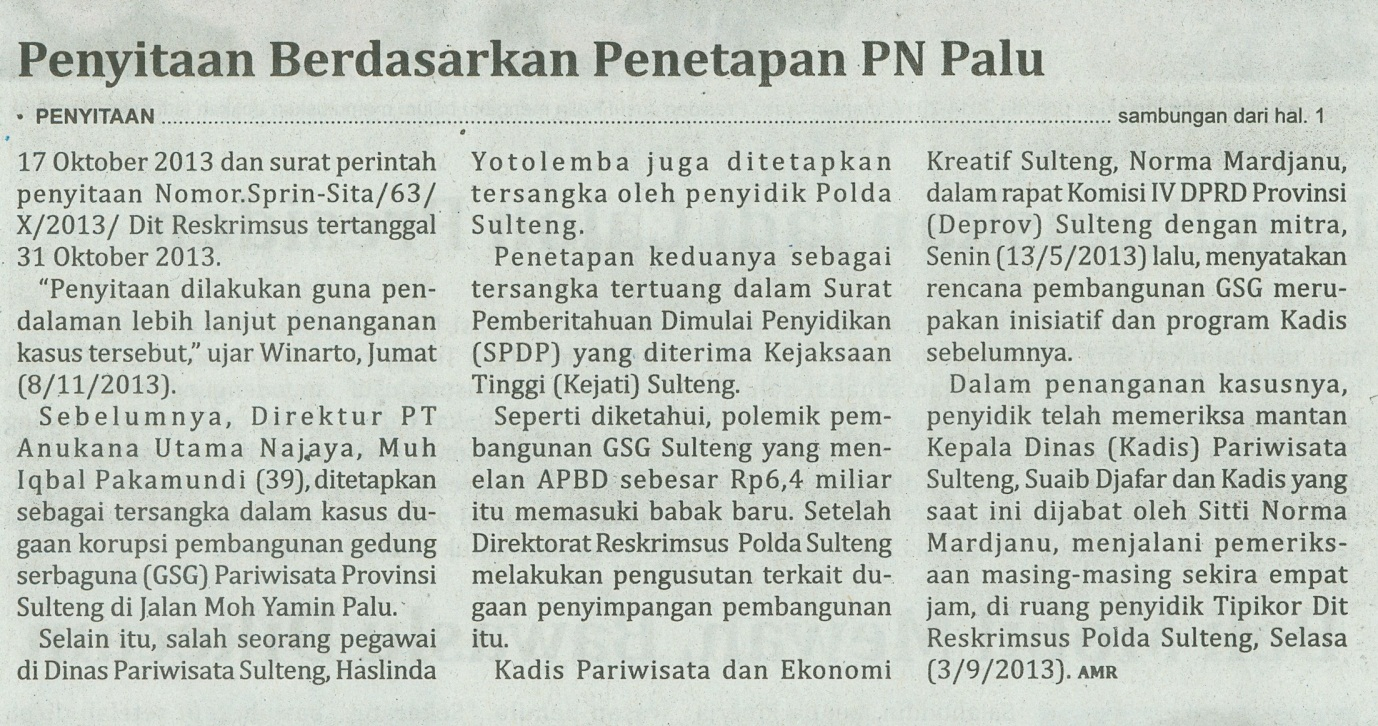 Penyitaan Berdasarkan Penetapan PN Palu
• PENYITAAN ........................................................................................................ sambungan dari hal. 1
17 Oktober 2013 dan surat perintah
penyitaan Nomor.Sprin-Sita/63/
X/2013/ Dit Reskrimsus tertanggal
31 Oktober 2013.
“Penyitaan dilakukan guna pen-
dalaman lebih lanjut penanganan
kasus tersebut,” ujar Winarto, Jumat
(8/11/2013).
Sebelumnya, Direktur PT
Anukana Utama Najaya, Muh
Iqbal Pakamundi (39), ditetapkan
sebagai tersangka dalam kasus du-
gaan korupsi pembangunan gedung
serbaguna (GSG) Pariwisata Provinsi
Sulteng di Jalan Moh Yamin Palu.
Selain itu, salah seorang pegawai
di Dinas Pariwisata Sulteng, Haslinda
Yotolemba juga ditetapkan
tersangka oleh penyidik Polda
Sulteng.
Penetapan keduanya sebagai
tersangka tertuang dalam Surat
Pemberitahuan Dimulai Penyidikan
(SPDP) yang diterima Kejaksaan
Tinggi (Kejati) Sulteng.
Seperti diketahui, polemik pem-
bangunan GSG Sulteng yang men-
elan APBD sebesar Rp6,4 miliar
itu memasuki babak baru. Setelah
Direktorat Reskrimsus Polda Sulteng
melakukan pengusutan terkait du-
gaan penyimpangan pembangunan
itu.
Kadis Pariwisata dan Ekonomi
Kreatif Sulteng, Norma Mardjanu,
dalam rapat Komisi IV DPRD Provinsi
(Deprov) Sulteng dengan mitra,
Senin (13/5/2013) lalu, menyatakan
rencana pembangunan GSG meru-
pakan inisiatif dan program Kadis
sebelumnya.
Dalam penanganan kasusnya,
penyidik telah memeriksa mantan
Kepala Dinas (Kadis) Pariwisata
Sulteng, Suaib Djafar dan Kadis yang
saat ini dijabat oleh Sitti Norma
Mardjanu, menjalani pemeriks-
aan masing-masing sekira empat
jam, di ruang penyidik Tipikor Dit
Reskrimsus Polda Sulteng, Selasa
(3/9/2013). AMR